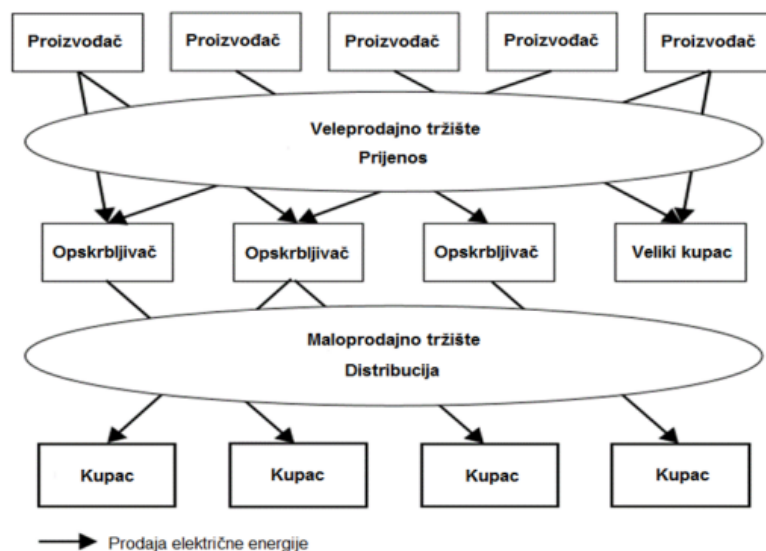 Proizvođač
Proizvođač
Proizvođač
Proizvođač
Proizvođač
Veleprodajno tržište
Prijenos
Opskrbljivač
Opskrbljivač
Opskrbljivač
Veliki kupac
Maloprodajno tržište
Distribucija
Kupac
Kupac
Kupac
Kupac
Prodaja električne energije